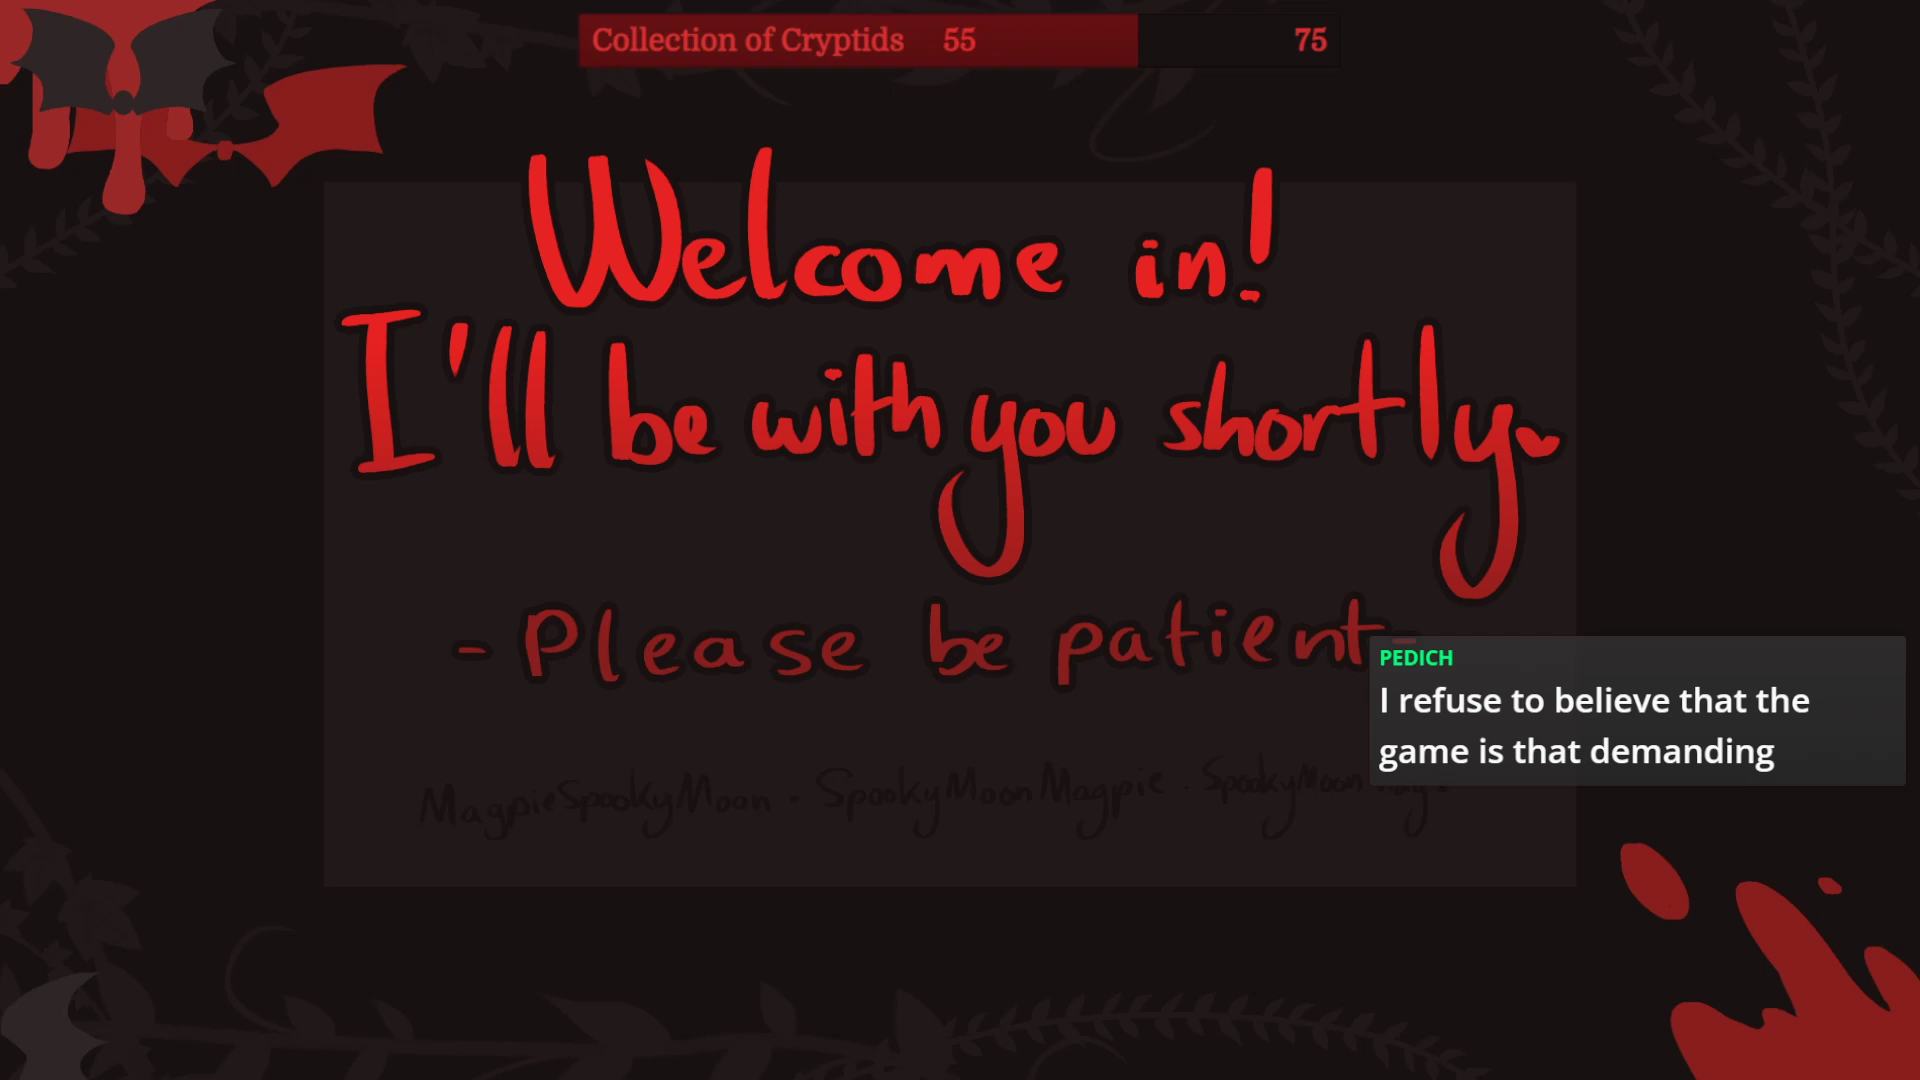 Collection of Cryptids 55 75
Welcome in!
I'll be with you shortly
- Please be patient -
PEDICH
I refuse to believe that the
game is that demanding
MagpieSpookyMoon - SpookyMoonMagpie - SpookyMoon